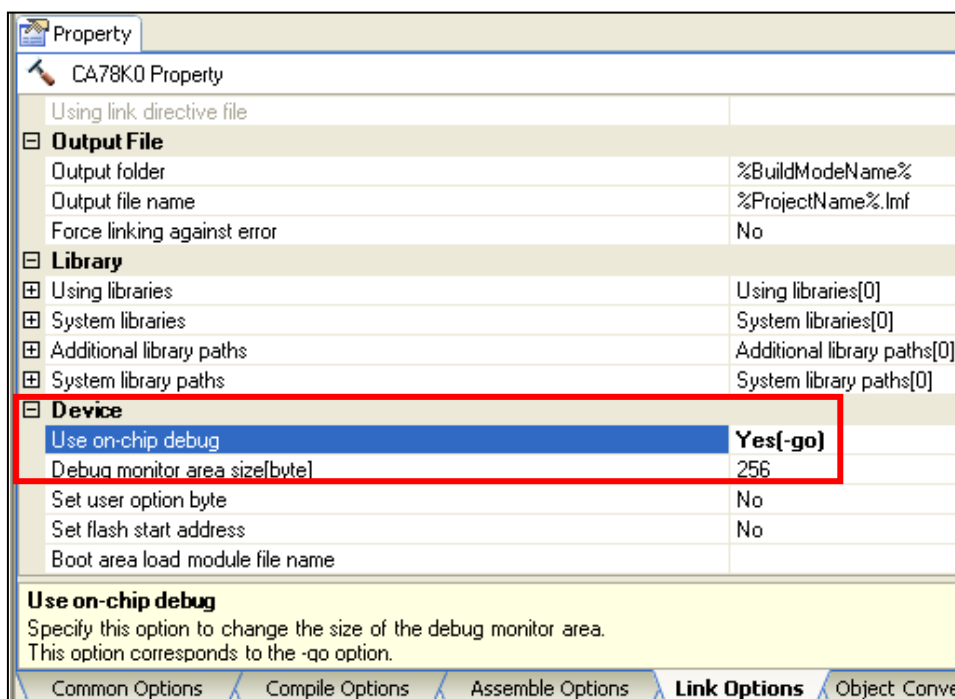 Property
CA78K0 Property
Using link directive file
Output File
Output folder %BuildModeName%
Output file name %ProjectName%.lmf
Force linking against error No
Library
Using libraries Using libraries[0]
System libraries System libraries[0]
Additional library paths Additional library paths[0]
System library paths System library paths[0]
Device
Use on-chip debug Yes(-go)
Debug monitor area size[byte] 256
Set user option byte No
Set flash start address No
Boot area load module file name
Use on-chip debug
Specify this option to change the size of the debug monitor area.
This option corresponds to the -go option.
Common Options Compile Options Assemble Options Link Options Object Conve